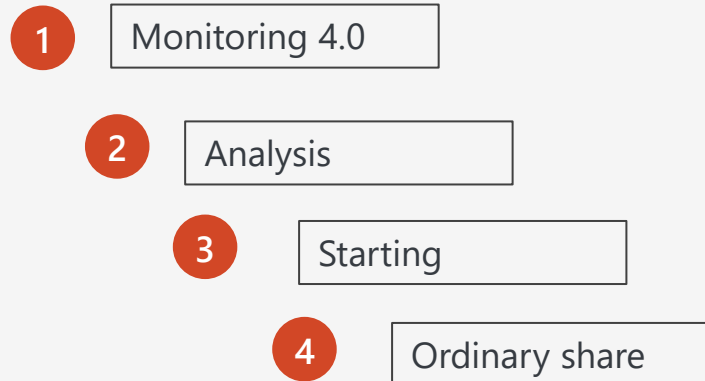 1 Monitoring 4.0
2 Analysis
3 Starting
4 Ordinary share